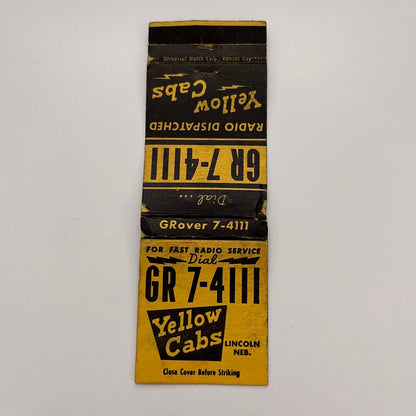 Universal Match Corp., Kansas City
Yellow
Cabs
RADIO DISPATCHED
GR 7-4111
Dial ...
GRover 7-4111
FOR FAST RADIO SERVICE
Dial
GR 7-4111
Yellow
Cabs
LINCOLN
NEB.
Close Cover Before Striking